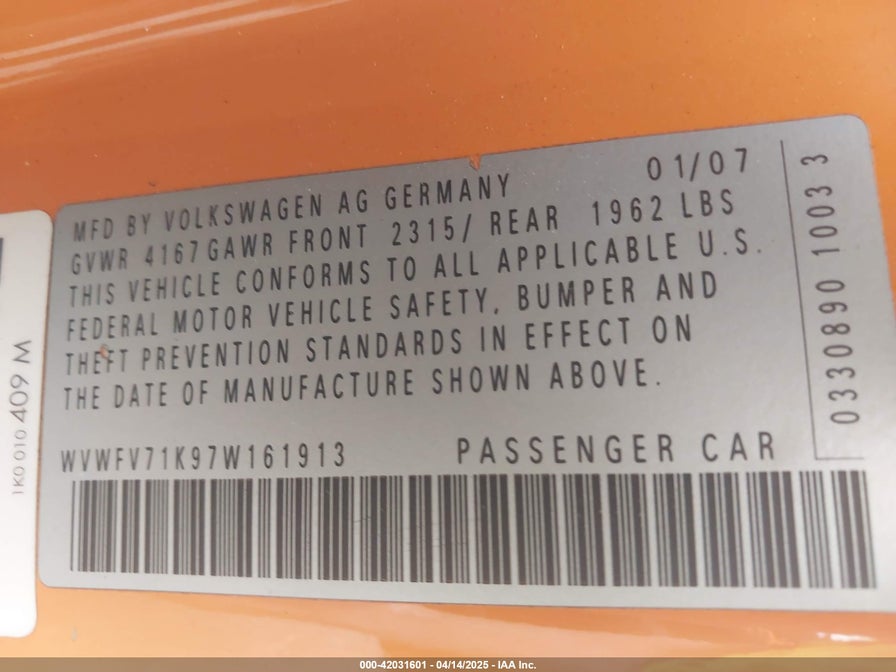 01/07
MFD BY VOLKSWAGEN AG GERMANY
GVWR 4167 GAWR FRONT 2315/ REAR 1962 LBS
THIS VEHICLE CONFORMS TO ALL APPLICABLE U.S.
FEDERAL MOTOR VEHICLE SAFETY, BUMPER AND
THEFT PREVENTION STANDARDS IN EFFECT ON
THE DATE OF MANUFACTURE SHOWN ABOVE.
WVWFV71K97W161913 PASSENGER CAR
0330890 1003 3
1K0 010 409 M
000-42031601 - 04/14/2025 - IAA Inc.